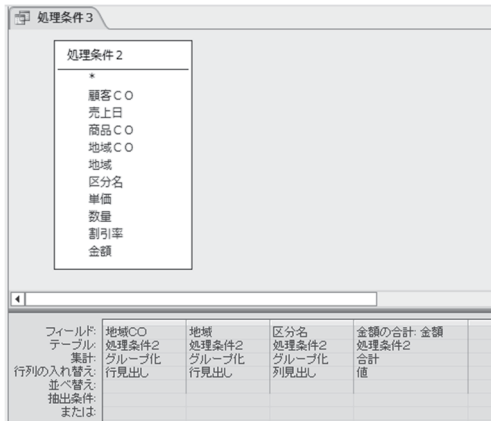 処理条件3
処理条件2
*
顧客CO
売上日
商品CO
地域CO
地域
区分名
単価
数量
割引率
金額
フィールド: 地域CO 地域 区分名 金額の合計: 金額
テーブル: 処理条件2 処理条件2 処理条件2 処理条件2
集計: グループ化 グループ化 グループ化 合計
行列の入れ替え: 行見出し 行見出し 列見出し 値
並べ替え:
抽出条件:
または: